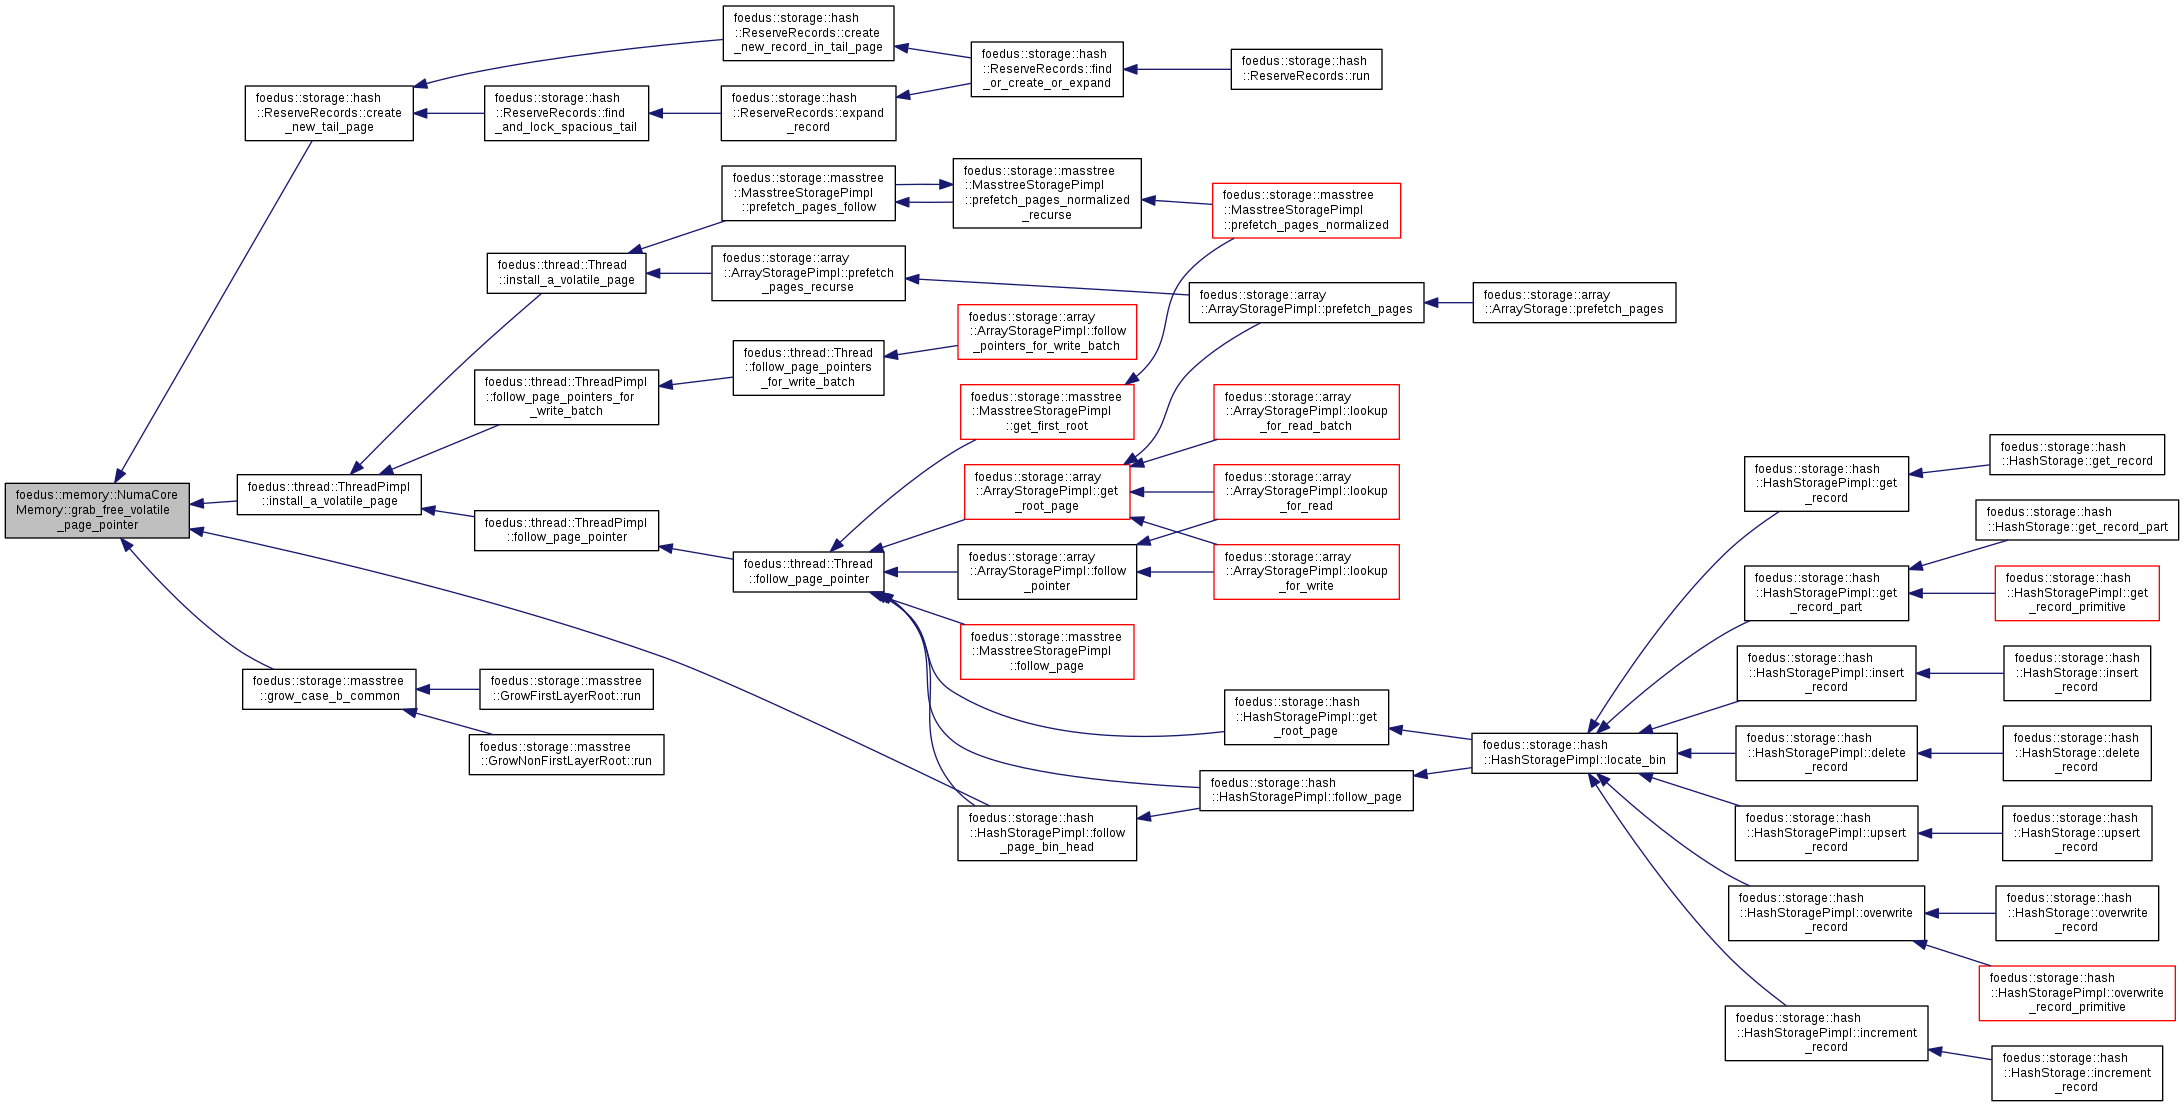 foedus::storage::hash
::ReserveRecords::create
_new_record_in_tail_page
foedus::storage::hash
::ReserveRecords::find
_or_create_or_expand
foedus::storage::hash
::ReserveRecords::run
foedus::storage::hash
::ReserveRecords::create
_new_tail_page
foedus::storage::hash
::ReserveRecords::find
_and_lock_spacious_tail
foedus::storage::hash
::ReserveRecords::expand
_record
foedus::storage::masstree
::MasstreeStoragePimpl
::prefetch_pages_follow
foedus::storage::masstree
::MasstreeStoragePimpl
::prefetch_pages_normalized
_recurse
foedus::storage::masstree
::MasstreeStoragePimpl
::prefetch_pages_normalized
foedus::thread::Thread
::install_a_volatile_page
foedus::storage::array
::ArrayStoragePimpl::prefetch
_pages_recurse
foedus::storage::array
::ArrayStoragePimpl::prefetch_pages
foedus::storage::array
::ArrayStorage::prefetch_pages
foedus::storage::array
::ArrayStoragePimpl::follow
_pointers_for_write_batch
foedus::thread::Thread
::follow_page_pointers
_for_write_batch
foedus::thread::ThreadPimpl
::follow_page_pointers_for
_write_batch
foedus::storage::masstree
::MasstreeStoragePimpl
::get_first_root
foedus::storage::array
::ArrayStoragePimpl::lookup
_for_read_batch
foedus::memory::NumaCore
Memory::grab_free_volatile
_page_pointer
foedus::thread::ThreadPimpl
::install_a_volatile_page
foedus::thread::ThreadPimpl
::follow_page_pointer
foedus::thread::Thread
::follow_page_pointer
foedus::storage::array
::ArrayStoragePimpl::get
_root_page
foedus::storage::array
::ArrayStoragePimpl::lookup
_for_read
foedus::storage::array
::ArrayStoragePimpl::follow
_pointer
foedus::storage::array
::ArrayStoragePimpl::lookup
_for_write
foedus::storage::masstree
::MasstreeStoragePimpl
::follow_page
foedus::storage::masstree
::grow_case_b_common
foedus::storage::masstree
::GrowFirstLayerRoot::run
foedus::storage::masstree
::GrowNonFirstLayerRoot::run
foedus::storage::hash
::HashStoragePimpl::get
_root_page
foedus::storage::hash
::HashStoragePimpl::follow_page
foedus::storage::hash
::HashStoragePimpl::follow
_page_bin_head
foedus::storage::hash
::HashStoragePimpl::locate_bin
foedus::storage::hash
::HashStoragePimpl::get
_record
foedus::storage::hash
::HashStorage::get_record
foedus::storage::hash
::HashStorage::get_record_part
foedus::storage::hash
::HashStoragePimpl::get
_record_part
foedus::storage::hash
::HashStoragePimpl::get
_record_primitive
foedus::storage::hash
::HashStoragePimpl::insert
_record
foedus::storage::hash
::HashStorage::insert
_record
foedus::storage::hash
::HashStoragePimpl::delete
_record
foedus::storage::hash
::HashStorage::delete
_record
foedus::storage::hash
::HashStoragePimpl::upsert
_record
foedus::storage::hash
::HashStorage::upsert
_record
foedus::storage::hash
::HashStoragePimpl::overwrite
_record
foedus::storage::hash
::HashStorage::overwrite
_record
foedus::storage::hash
::HashStoragePimpl::overwrite
_record_primitive
foedus::storage::hash
::HashStoragePimpl::increment
_record
foedus::storage::hash
::HashStorage::increment
_record